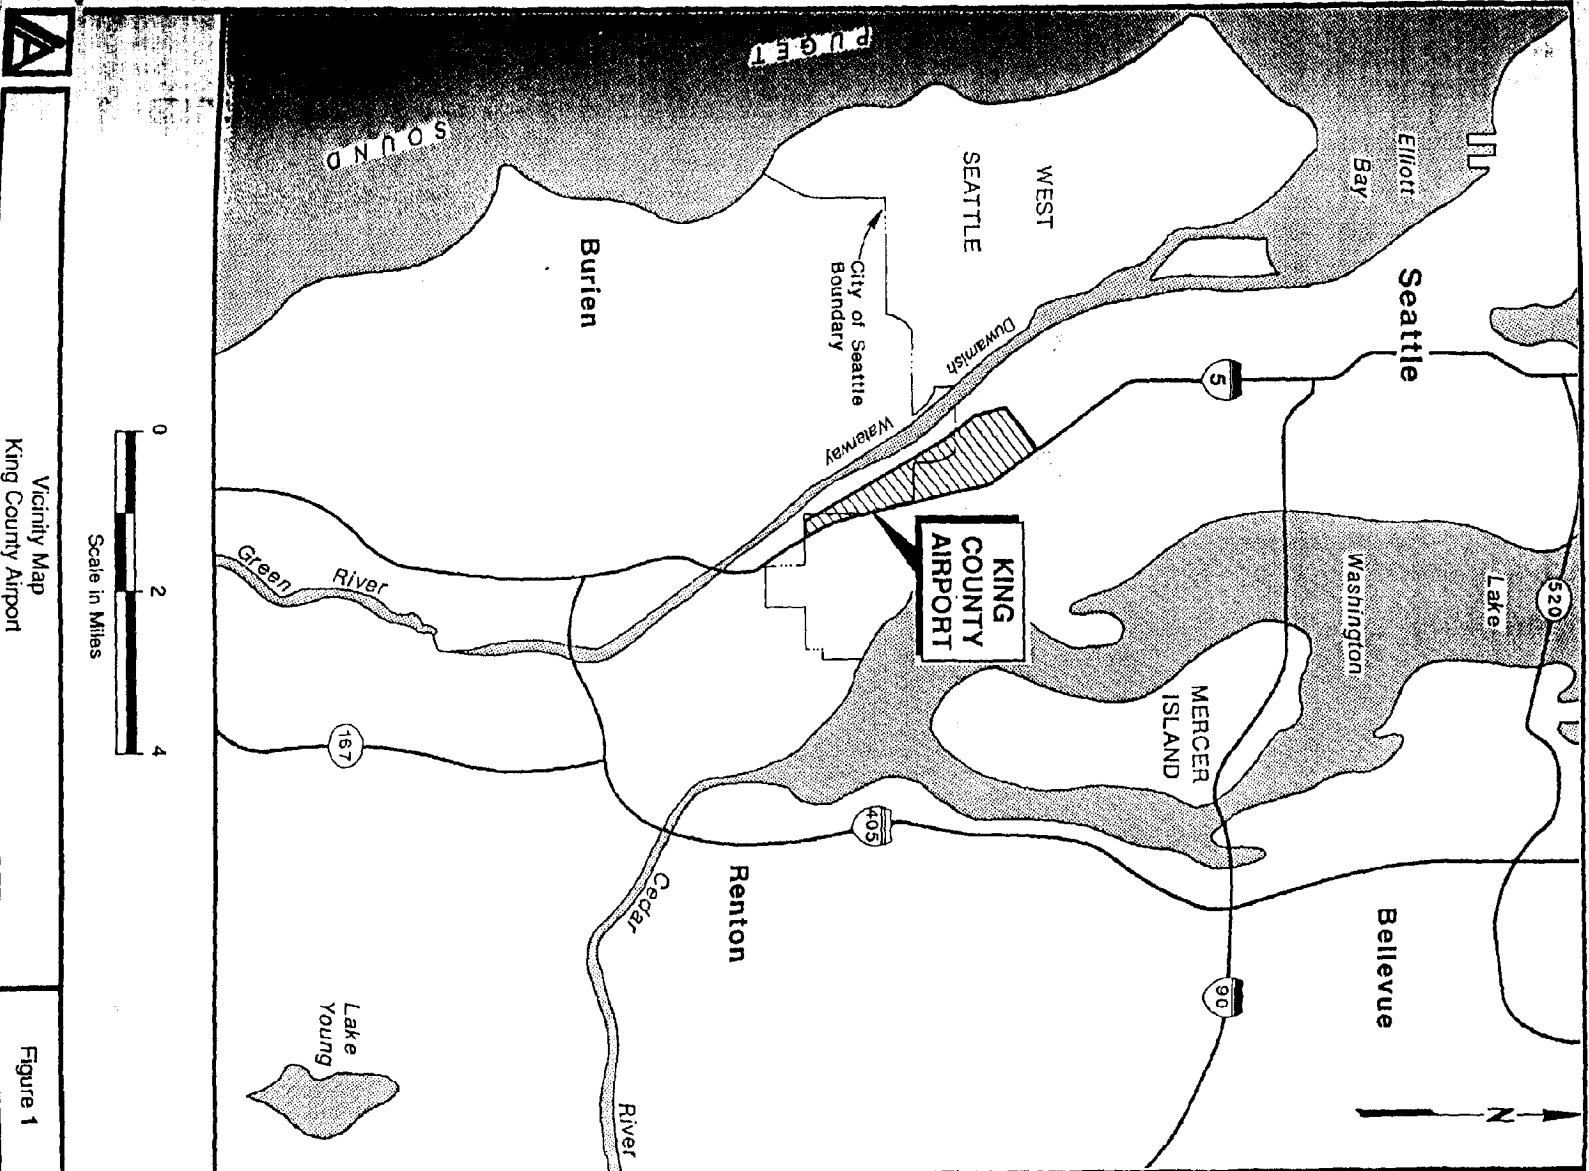 Elliott
Bay
Seattle
PUGET
SOUND
WEST
SEATTLE
City of Seattle
Boundary
Burien
Duwamish
Waterway
5
520
Lake
Washington
KING
COUNTY
AIRPORT
MERCER
ISLAND
Green
River
167
405
90
Bellevue
Renton
Cedar
River
Lake
Young
N
0 2 4
Scale in Miles
Vicinity Map
King County Airport
Figure 1